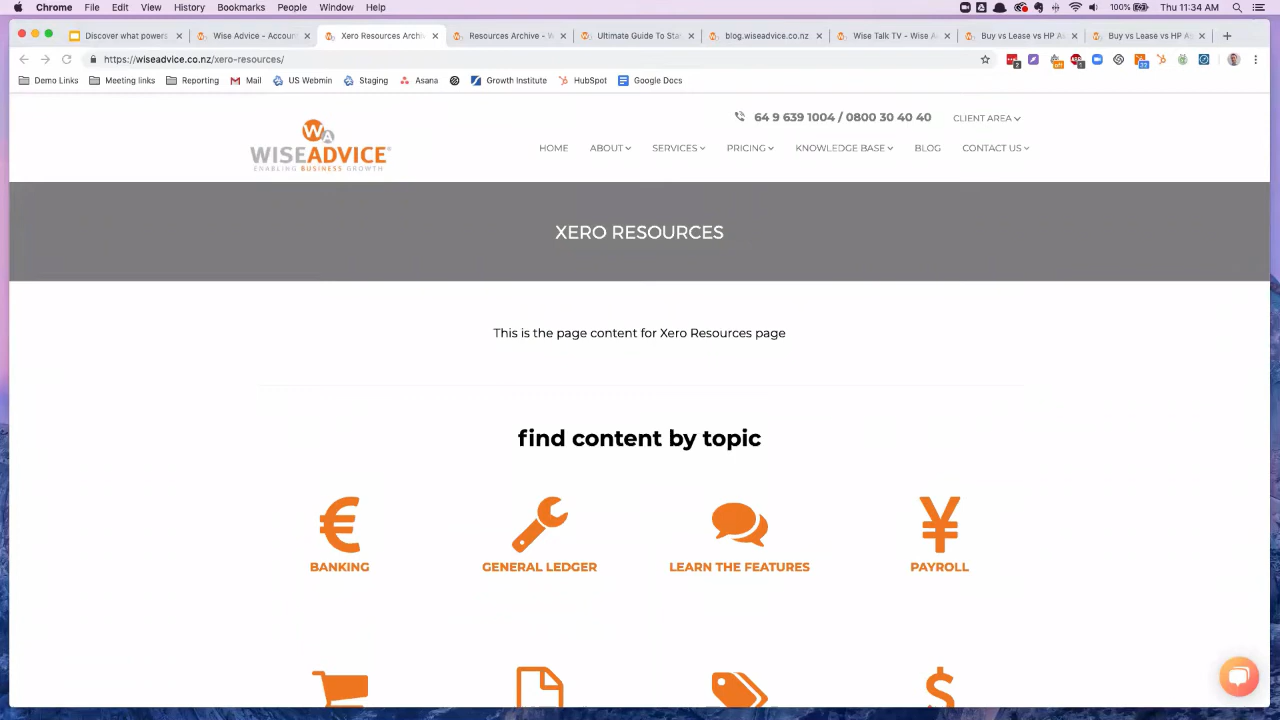 Chrome File Edit View History Bookmarks People Window Help 100% Thu 11:34 AM
Discover what powers Wise Advice - Accoun Xero Resources Archi Resources Archive - W Ultimate Guide To Sta blog.wiseadvice.co.nz Wise Talk TV - Wise A Buy vs Lease vs HP As Buy vs Lease vs HP As
https://wiseadvice.co.nz/xero-resources/
Demo Links Meeting links Reporting Mail US Webmin Staging Asana Growth Institute HubSpot Google Docs
64 9 639 1004 / 0800 30 40 40 CLIENT AREA
WA
WISEADVICE
ENABLING BUSINESS GROWTH
HOME ABOUT SERVICES PRICING KNOWLEDGE BASE BLOG CONTACT US
XERO RESOURCES
This is the page content for Xero Resources page
find content by topic
BANKING GENERAL LEDGER LEARN THE FEATURES PAYROLL